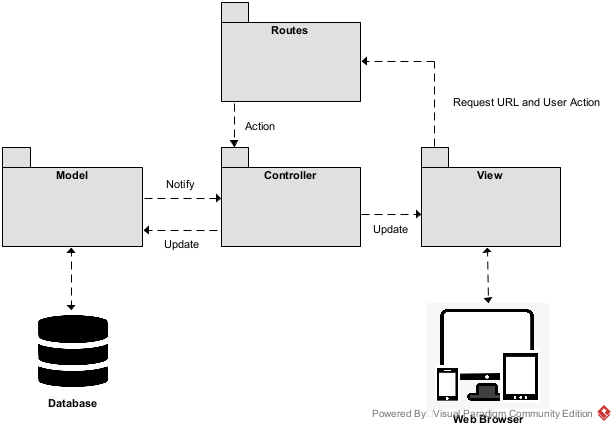 Routes
Request URL and User Action
Action
Model
Controller
View
Notify
Update
Update
Database
Powered By Visual Paradigm Community Edition
Web Browser